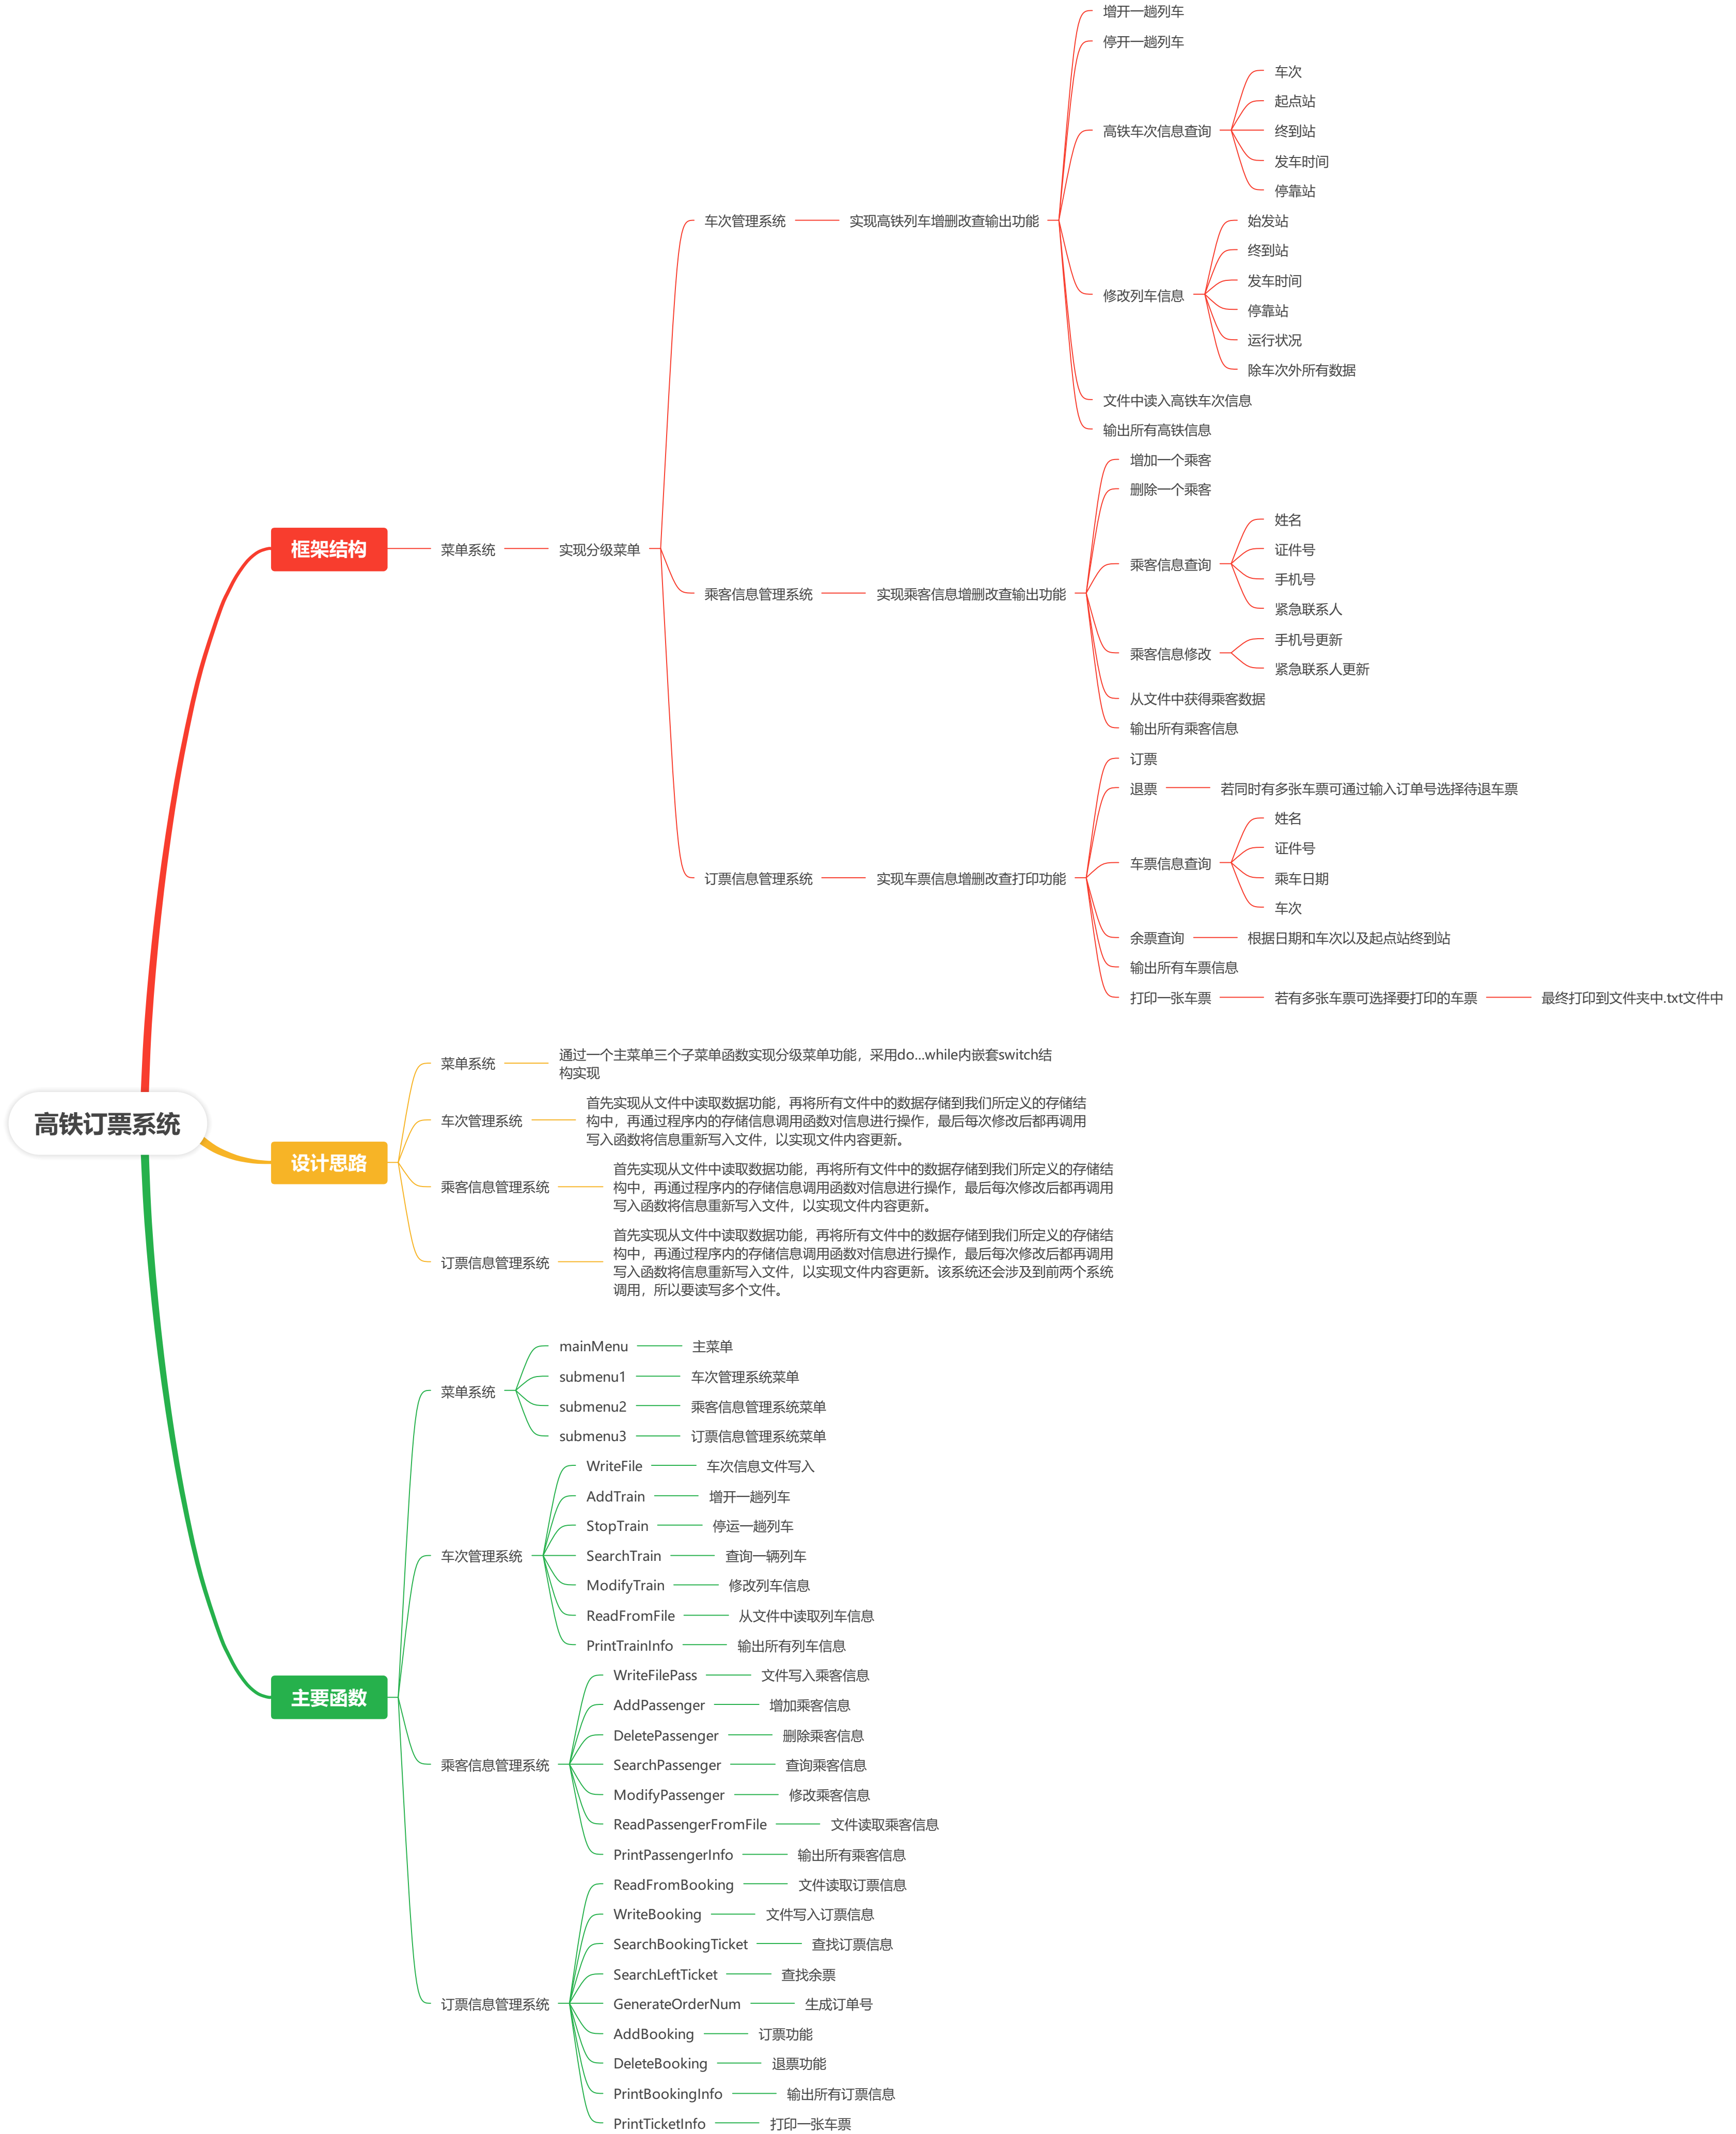 高铁订票系统
框架结构
菜单系统
实现分级菜单
车次管理系统
实现高铁列车增删改查输出功能
增开一趟列车
停开一趟列车
高铁车次信息查询
车次
起点站
终到站
发车时间
停靠站
修改列车信息
始发站
终到站
发车时间
停靠站
运行状况
除车次外所有数据
文件中读入高铁车次信息
输出所有高铁信息
乘客信息管理系统
实现乘客信息增删改查输出功能
增加一个乘客
删除一个乘客
乘客信息查询
姓名
证件号
手机号
紧急联系人
乘客信息修改
手机号更新
紧急联系人更新
从文件中获得乘客数据
输出所有乘客信息
订票信息管理系统
实现车票信息增删改查打印功能
订票
退票
若同时有多张车票可通过输入订单号选择待退车票
车票信息查询
姓名
证件号
乘车日期
车次
余票查询
根据日期和车次以及起点站终到站
输出所有车票信息
打印一张车票
若有多张车票可选择要打印的车票
最终打印到文件夹中.txt文件中
设计思路
菜单系统
通过一个主菜单三个子菜单函数实现分级菜单功能，采用do...while内嵌套switch结
构实现
车次管理系统
首先实现从文件中读取数据功能，再将所有文件中的数据存储到我们所定义的存储结
构中，再通过程序内的存储信息调用函数对信息进行操作，最后每次修改后都再调用
写入函数将信息重新写入文件，以实现文件内容更新。
乘客信息管理系统
首先实现从文件中读取数据功能，再将所有文件中的数据存储到我们所定义的存储结
构中，再通过程序内的存储信息调用函数对信息进行操作，最后每次修改后都再调用
写入函数将信息重新写入文件，以实现文件内容更新。
订票信息管理系统
首先实现从文件中读取数据功能，再将所有文件中的数据存储到我们所定义的存储结
构中，再通过程序内的存储信息调用函数对信息进行操作，最后每次修改后都再调用
写入函数将信息重新写入文件，以实现文件内容更新。该系统还会涉及到前两个系统
调用，所以要读写多个文件。
主要函数
菜单系统
mainMenu
主菜单
submenu1
车次管理系统菜单
submenu2
乘客信息管理系统菜单
submenu3
订票信息管理系统菜单
车次管理系统
WriteFile
车次信息文件写入
AddTrain
增开一趟列车
StopTrain
停运一趟列车
SearchTrain
查询一辆列车
ModifyTrain
修改列车信息
ReadFromFile
从文件中读取列车信息
PrintTrainInfo
输出所有列车信息
乘客信息管理系统
WriteFilePass
文件写入乘客信息
AddPassenger
增加乘客信息
DeletePassenger
删除乘客信息
SearchPassenger
查询乘客信息
ModifyPassenger
修改乘客信息
ReadPassengerFromFile
文件读取乘客信息
PrintPassengerInfo
输出所有乘客信息
订票信息管理系统
ReadFromBooking
文件读取订票信息
WriteBooking
文件写入订票信息
SearchBookingTicket
查找订票信息
SearchLeftTicket
查找余票
GenerateOrderNum
生成订单号
AddBooking
订票功能
DeleteBooking
退票功能
PrintBookingInfo
输出所有订票信息
PrintTicketInfo
打印一张车票